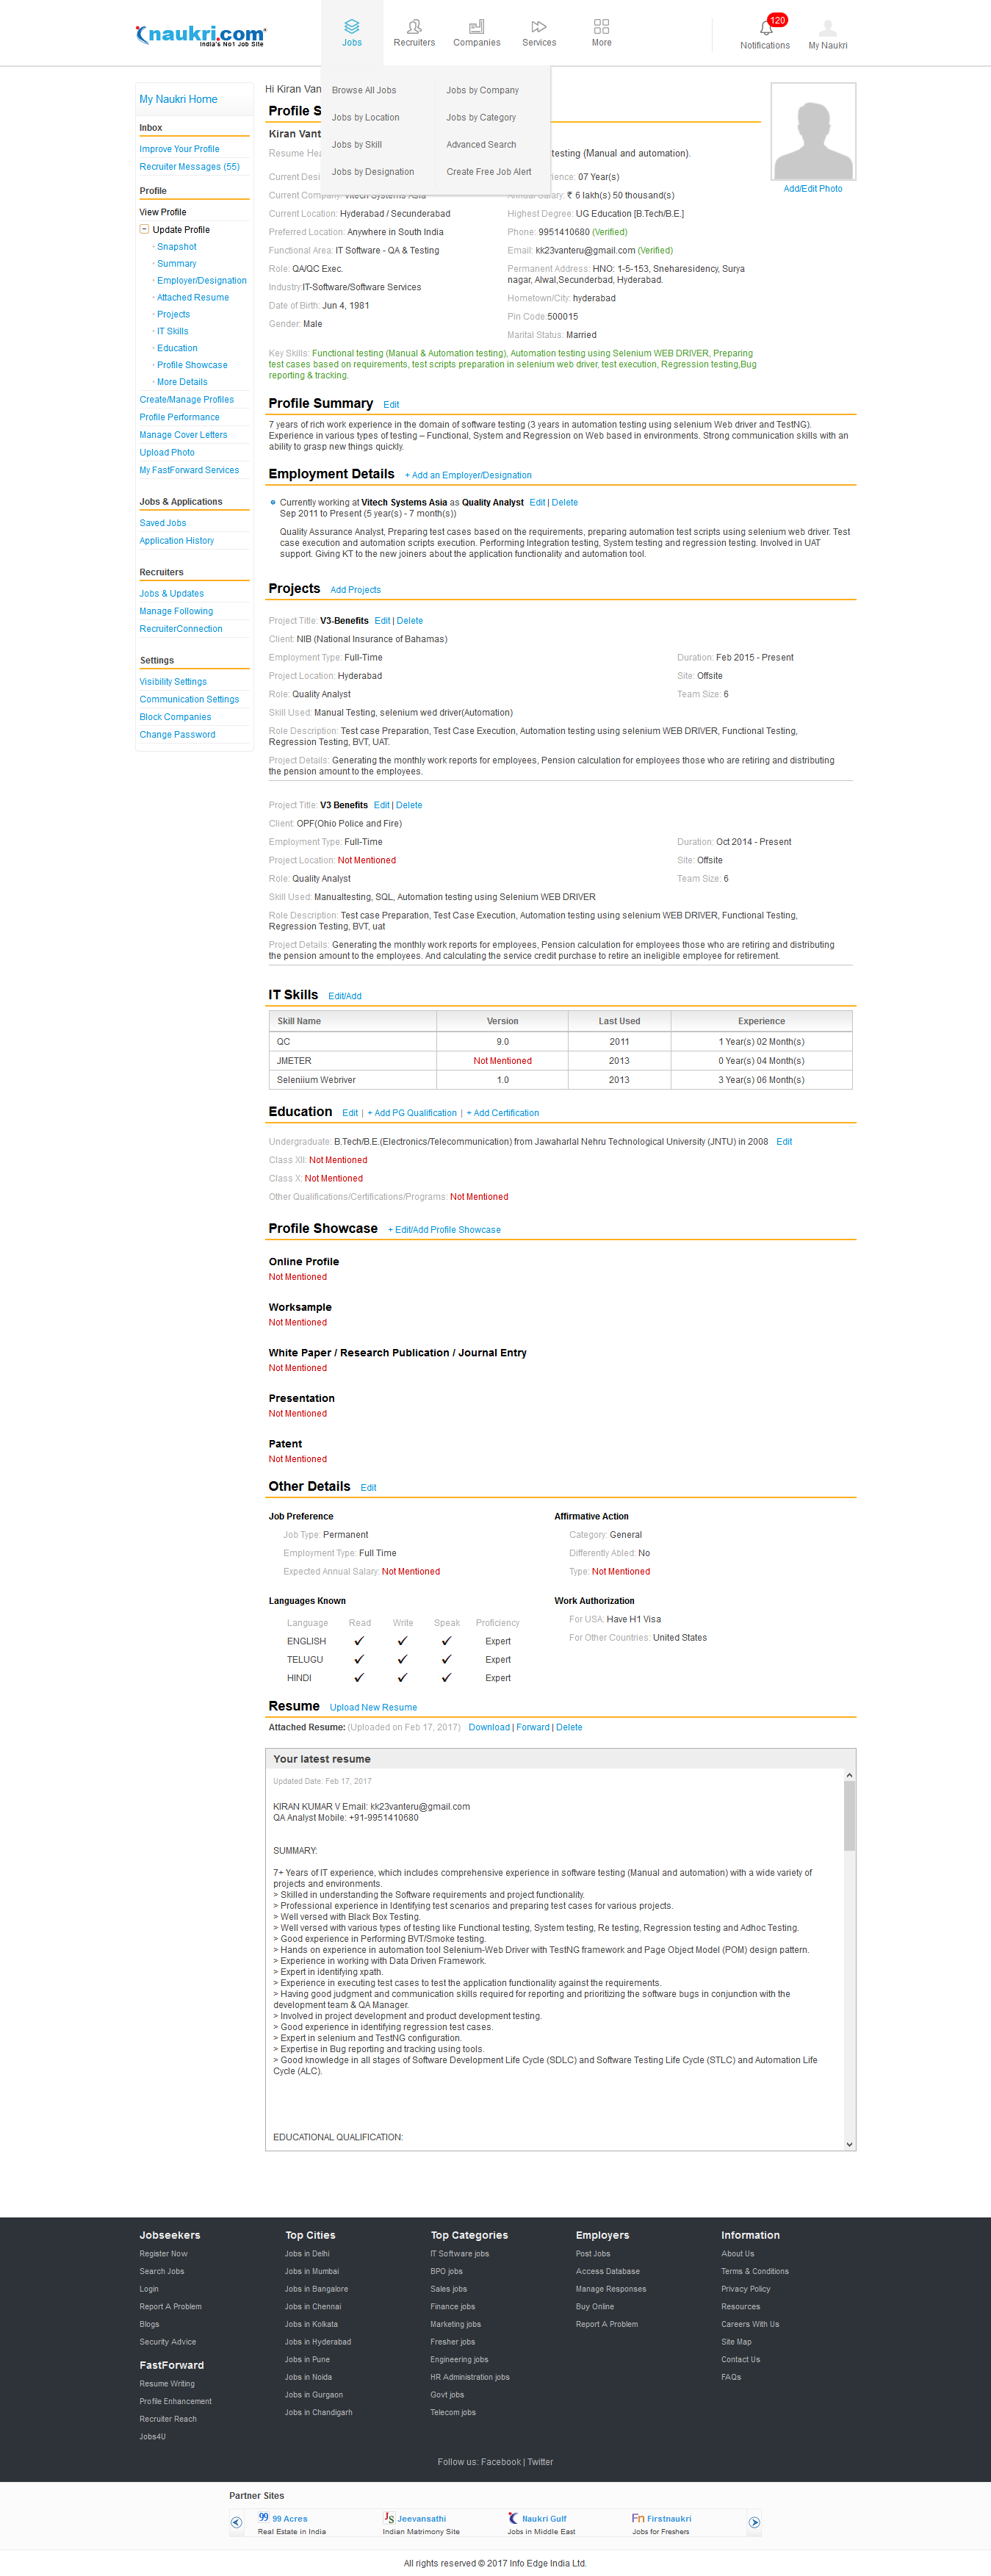 naukri.com
India's No1 Job Site
Jobs
Recruiters
Companies
Services
More
120
Notifications
My Naukri
Browse All Jobs
Jobs by Company
Jobs by Location
Jobs by Category
Jobs by Skill
Advanced Search
Jobs by Designation
Create Free Job Alert
My Naukri Home
Inbox
Improve Your Profile
Recruiter Messages (55)
Profile
View Profile
Update Profile
Snapshot
Summary
Employer/Designation
Attached Resume
Projects
IT Skills
Education
Profile Showcase
More Details
Create/Manage Profiles
Profile Performance
Manage Cover Letters
Upload Photo
My FastForward Services
Jobs & Applications
Saved Jobs
Application History
Recruiters
Jobs & Updates
Manage Following
RecruiterConnection
Settings
Visibility Settings
Communication Settings
Block Companies
Change Password
Hi Kiran Van
Profile S
Kiran Vant
Resume Hea testing (Manual and automation).
Current Desi ience: 07 Year(s)
Current Company: Vitech Systems Asia Annual Salary: ₹ 6 lakh(s) 50 thousand(s)
Current Location: Hyderabad / Secunderabad Highest Degree: UG Education [B.Tech/B.E.]
Preferred Location: Anywhere in South India Phone: 9951410680 (Verified)
Functional Area: IT Software - QA & Testing Email: kk23vanteru@gmail.com (Verified)
Role: QA/QC Exec. Permanent Address: HNO: 1-5-153, Sneharesidency, Surya
nagar, Alwal,Secunderbad, Hyderabad.
Industry:IT-Software/Software Services
Hometown/City: hyderabad
Date of Birth: Jun 4, 1981
Pin Code:500015
Gender: Male
Marital Status: Married
Add/Edit Photo
Key Skills: Functional testing (Manual & Automation testing), Automation testing using Selenium WEB DRIVER, Preparing
test cases based on requirements, test scripts preparation in selenium web driver, test execution, Regression testing,Bug
reporting & tracking.
Profile Summary Edit
7 years of rich work experience in the domain of software testing (3 years in automation testing using selenium Web driver and TestNG).
Experience in various types of testing – Functional, System and Regression on Web based in environments. Strong communication skills with an
ability to grasp new things quickly.
Employment Details + Add an Employer/Designation
Currently working at Vitech Systems Asia as Quality Analyst Edit | Delete
Sep 2011 to Present (5 year(s) - 7 month(s))
Quality Assurance Analyst, Preparing test cases based on the requirements, preparing automation test scripts using selenium web driver. Test
case execution and automation scripts execution. Performing Integration testing, System testing and regression testing. Involved in UAT
support. Giving KT to the new joiners about the application functionality and automation tool.
Projects Add Projects
Project Title: V3-Benefits Edit | Delete
Client: NIB (National Insurance of Bahamas)
Employment Type: Full-Time Duration: Feb 2015 - Present
Project Location: Hyderabad Site: Offsite
Role: Quality Analyst Team Size: 6
Skill Used: Manual Testing, selenium wed driver(Automation)
Role Description: Test case Preparation, Test Case Execution, Automation testing using selenium WEB DRIVER, Functional Testing,
Regression Testing, BVT, UAT.
Project Details: Generating the monthly work reports for employees, Pension calculation for employees those who are retiring and distributing
the pension amount to the employees.
Project Title: V3 Benefits Edit | Delete
Client: OPF(Ohio Police and Fire)
Employment Type: Full-Time Duration: Oct 2014 - Present
Project Location: Not Mentioned Site: Offsite
Role: Quality Analyst Team Size: 6
Skill Used: Manualtesting, SQL, Automation testing using Selenium WEB DRIVER
Role Description: Test case Preparation, Test Case Execution, Automation testing using selenium WEB DRIVER, Functional Testing,
Regression Testing, BVT, uat
Project Details: Generating the monthly work reports for employees, Pension calculation for employees those who are retiring and distributing
the pension amount to the employees. And calculating the service credit purchase to retire an ineligible employee for retirement.
IT Skills Edit/Add
Skill Name Version Last Used Experience
QC 9.0 2011 1 Year(s) 02 Month(s)
JMETER Not Mentioned 2013 0 Year(s) 04 Month(s)
Seleniium Webriver 1.0 2013 3 Year(s) 06 Month(s)
Education Edit | + Add PG Qualification | + Add Certification
Undergraduate: B.Tech/B.E.(Electronics/Telecommunication) from Jawaharlal Nehru Technological University (JNTU) in 2008 Edit
Class XII: Not Mentioned
Class X: Not Mentioned
Other Qualifications/Certifications/Programs: Not Mentioned
Profile Showcase + Edit/Add Profile Showcase
Online Profile
Not Mentioned
Worksample
Not Mentioned
White Paper / Research Publication / Journal Entry
Not Mentioned
Presentation
Not Mentioned
Patent
Not Mentioned
Other Details Edit
Job Preference Affirmative Action
Job Type: Permanent Category: General
Employment Type: Full Time Differently Abled: No
Expected Annual Salary: Not Mentioned Type: Not Mentioned
Languages Known Work Authorization
Language Read Write Speak Proficiency For USA: Have H1 Visa
ENGLISH ✓ ✓ ✓ Expert For Other Countries: United States
TELUGU ✓ ✓ ✓ Expert
HINDI ✓ ✓ ✓ Expert
Resume Upload New Resume
Attached Resume: (Uploaded on Feb 17, 2017) Download | Forward | Delete
Your latest resume
Updated Date: Feb 17, 2017
KIRAN KUMAR V Email: kk23vanteru@gmail.com
QA Analyst Mobile: +91-9951410680
SUMMARY:
7+ Years of IT experience, which includes comprehensive experience in software testing (Manual and automation) with a wide variety of
projects and environments.
> Skilled in understanding the Software requirements and project functionality.
> Professional experience in Identifying test scenarios and preparing test cases for various projects.
> Well versed with Black Box Testing.
> Well versed with various types of testing like Functional testing, System testing, Re testing, Regression testing and Adhoc Testing.
> Good experience in Performing BVT/Smoke testing.
> Hands on experience in automation tool Selenium-Web Driver with TestNG framework and Page Object Model (POM) design pattern.
> Experience in working with Data Driven Framework.
> Expert in identifying xpath.
> Experience in executing test cases to test the application functionality against the requirements.
> Having good judgment and communication skills required for reporting and prioritizing the software bugs in conjunction with the
development team & QA Manager.
> Involved in project development and product development testing.
> Good experience in identifying regression test cases.
> Expert in selenium and TestNG configuration.
> Expertise in Bug reporting and tracking using tools.
> Good knowledge in all stages of Software Development Life Cycle (SDLC) and Software Testing Life Cycle (STLC) and Automation Life
Cycle (ALC).
EDUCATIONAL QUALIFICATION:
Jobseekers
Register Now
Search Jobs
Login
Report A Problem
Blogs
Security Advice
FastForward
Resume Writing
Profile Enhancement
Recruiter Reach
Jobs4U
Top Cities
Jobs in Delhi
Jobs in Mumbai
Jobs in Bangalore
Jobs in Chennai
Jobs in Kolkata
Jobs in Hyderabad
Jobs in Pune
Jobs in Noida
Jobs in Gurgaon
Jobs in Chandigarh
Top Categories
IT Software jobs
BPO jobs
Sales jobs
Finance jobs
Marketing jobs
Fresher jobs
Engineering jobs
HR Administration jobs
Govt jobs
Telecom jobs
Employers
Post Jobs
Access Database
Manage Responses
Buy Online
Report A Problem
Information
About Us
Terms & Conditions
Privacy Policy
Resources
Careers With Us
Site Map
Contact Us
FAQs
Follow us: Facebook | Twitter
Partner Sites
99 99 Acres
Real Estate in India
JS Jeevansathi
Indian Matrimony Site
Naukri Gulf
Jobs in Middle East
Fn Firstnaukri
Jobs for Freshers
All rights reserved © 2017 Info Edge India Ltd.